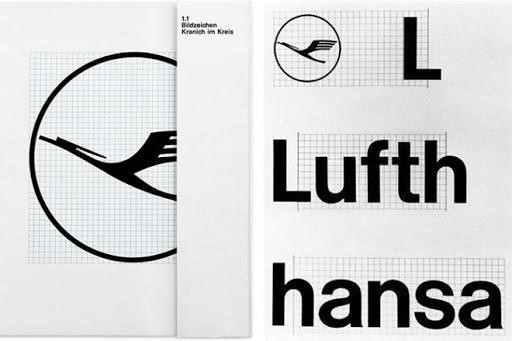 1.1
Bildzeichen
Kranich im Kreis
L
Lufth
hansa